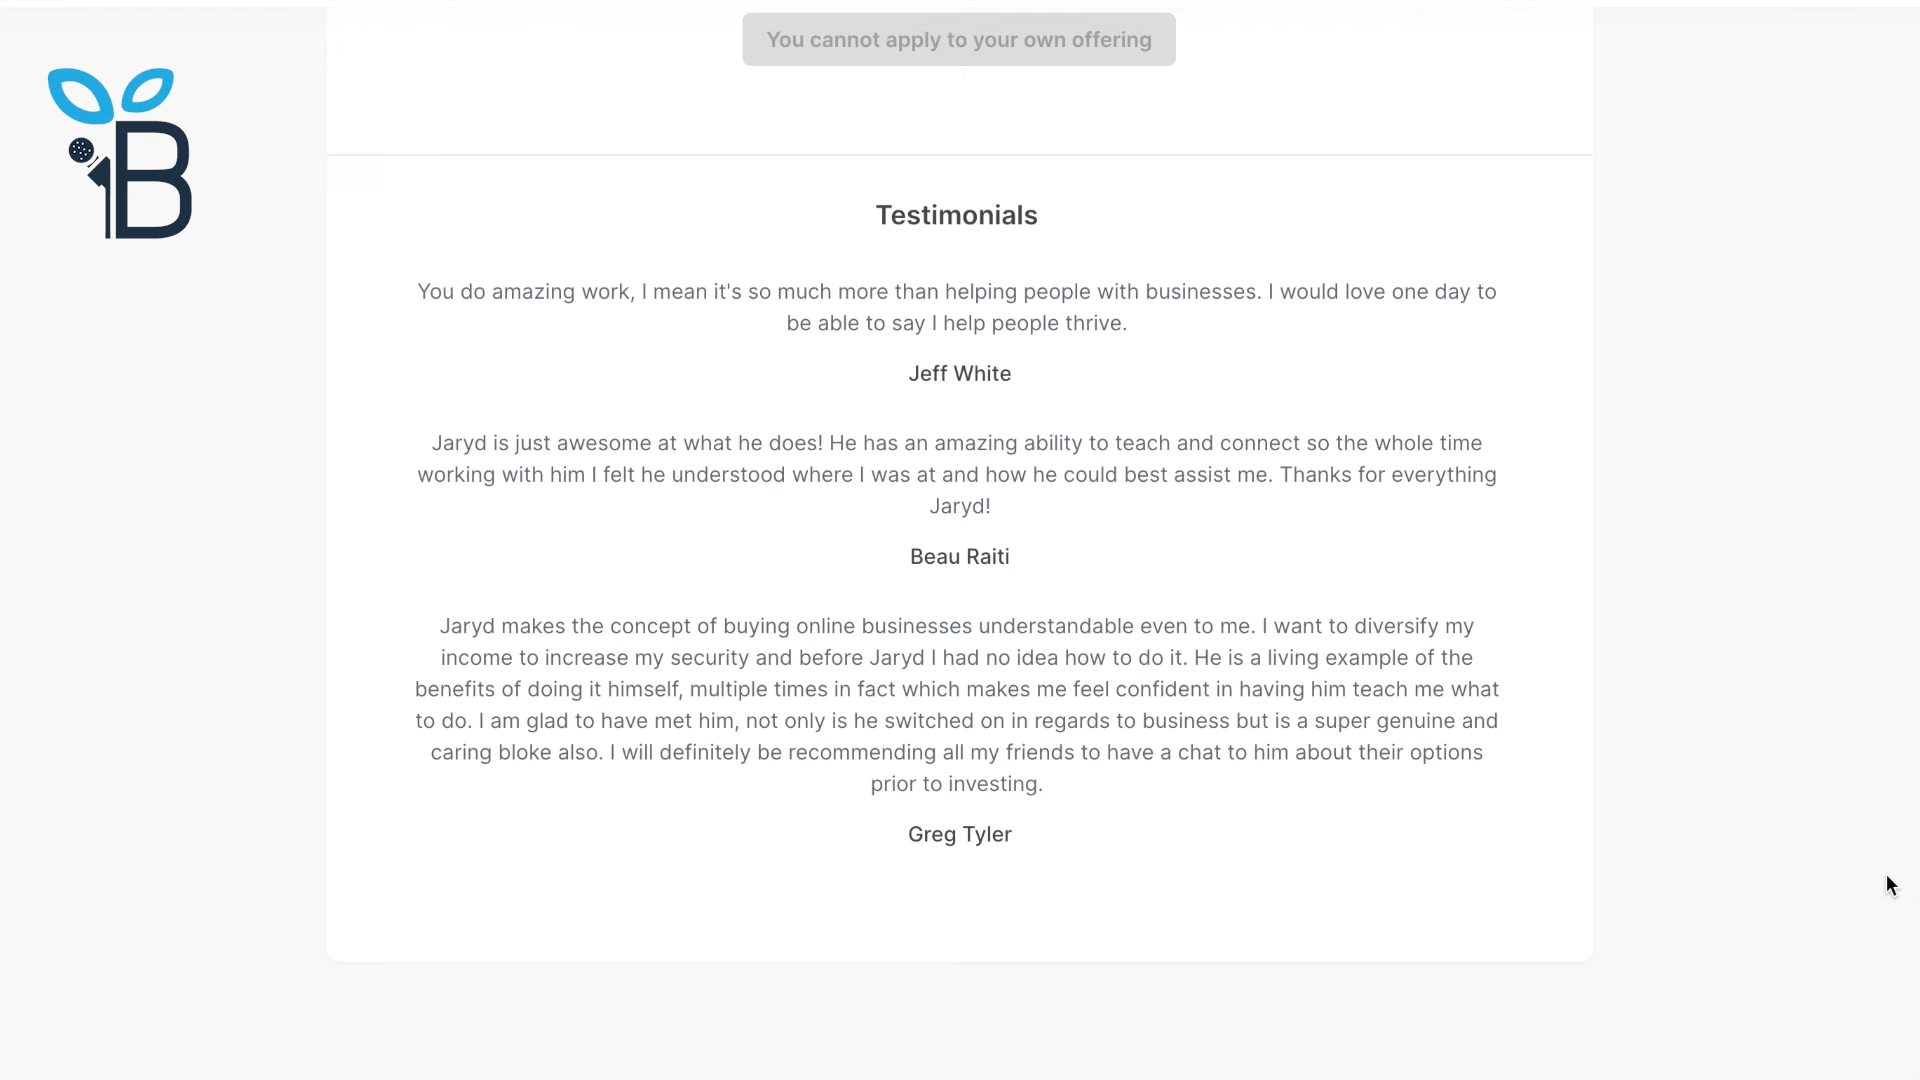 You cannot apply to your own offering
B
Testimonials
You do amazing work, I mean it's so much more than helping people with businesses. I would love one day to
be able to say I help people thrive.
Jeff White
Jaryd is just awesome at what he does! He has an amazing ability to teach and connect so the whole time
working with him I felt he understood where I was at and how he could best assist me. Thanks for everything
Jaryd!
Beau Raiti
Jaryd makes the concept of buying online businesses understandable even to me. I want to diversify my
income to increase my security and before Jaryd I had no idea how to do it. He is a living example of the
benefits of doing it himself, multiple times in fact which makes me feel confident in having him teach me what
to do. I am glad to have met him, not only is he switched on in regards to business but is a super genuine and
caring bloke also. I will definitely be recommending all my friends to have a chat to him about their options
prior to investing.
Greg Tyler